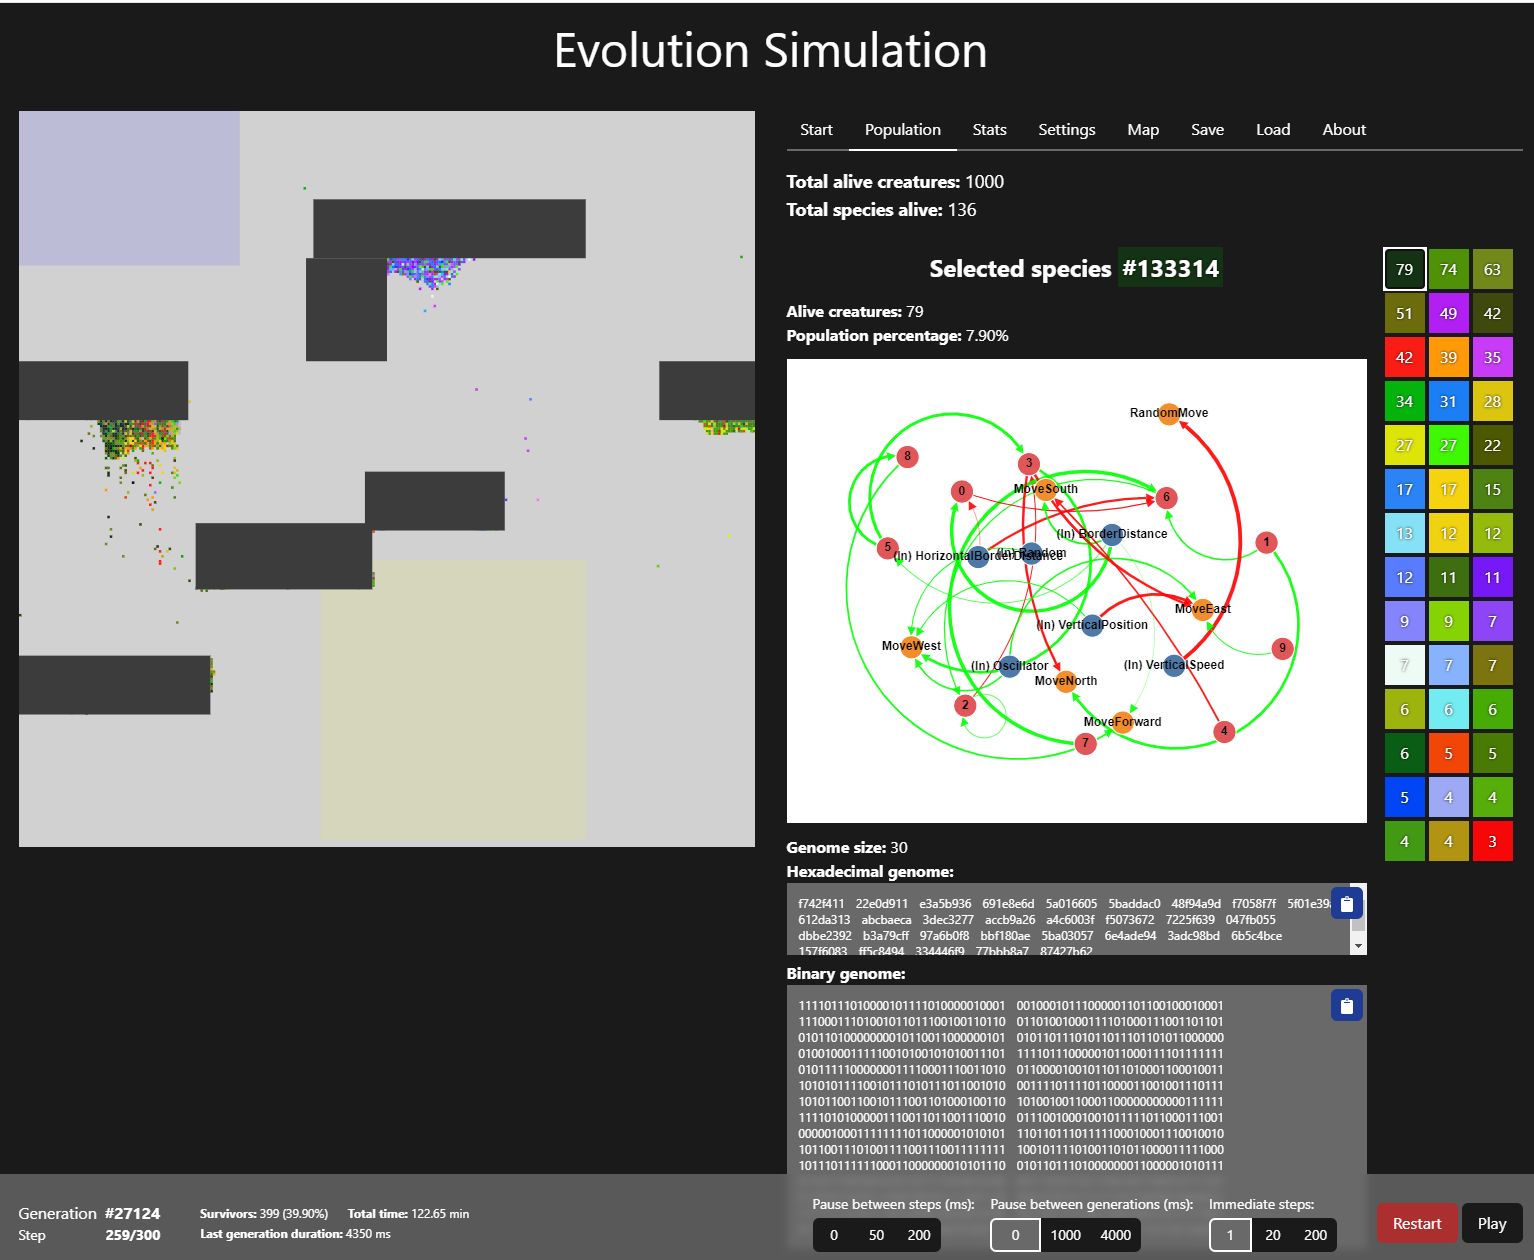 Evolution Simulation
Start Population Stats Settings Map Save Load About
Total alive creatures: 1000
Total species alive: 136
Selected species #133314
Alive creatures: 79
Population percentage: 7.90%
79 74 63
51 49 42
42 39 35
34 31 28
27 27 22
17 17 15
13 12 12
12 11 11
9 9 7
7 7 7
6 6 6
6 5 5
5 4 4
4 4 3
RandomMove
8
3
0
MoveSouth
6
(In) BorderDistance
1
5
(In) HorizontalBorderDistance
(In) Random
MoveEast
(In) VerticalPosition
MoveWest
9
(In) Oscillator
(In) VerticalSpeed
MoveNorth
2
MoveForward
4
7
Genome size: 30
Hexadecimal genome:
f742f411 22e0d911 e3a5b936 691e8e6d 5a016605 5baddac0 48f94a9d f7058f7f 5f01e39a
612da313 abcbaeca 3dec3277 accb9a26 a4c6003f f5073672 7225f639 047fb055
dbbe2392 b3a79cff 97a6b0f8 bbf180ae 5ba03057 6e4ade94 3adc98bd 6b5c4bce
157f6083 ff5c8494 334446f9 77bbb8a7 87427b62
Binary genome:
11110111010000101111010000010001 00100010111000001101100100010001
11100011101001011011100100110110 01101001000111101000111001101101
01011010000000010110011000000101 01011011101011011101101011000000
01001000111110010100101010011101 11110111000001011000111101111111
01011111000000011110001110011010 01100001001011011010001100010011
10101011110010111010111011001010 00111101111011000011001001110111
10101100110010111001101000100110 10100100110001100000000000111111
11110101000001110011011001110010 01110010001001011111011000111001
00000100011111111011000001010101 11011011101111100010001110010010
10110011101001111001110011111111 10010111101001101011000011111000
10111011111100011000000010101110 01011011101000000011000001010111
Generation #27124
Step 259/300
Survivors: 399 (39.90%) Total time: 122.65 min
Last generation duration: 4350 ms
Pause between steps (ms): Pause between generations (ms): Immediate steps:
0 50 200 0 1000 4000 1 20 200
Restart Play